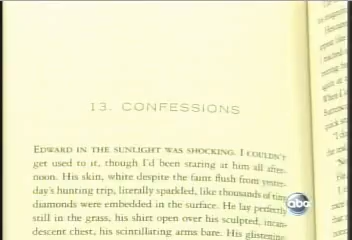 13. CONFESSIONS
EDWARD IN THE SUNLIGHT WAS SHOCKING. I COULDN'T
get used to it, though I'd been staring at him all after-
noon. His skin, white despite the faint flush from yester-
day's hunting trip, literally sparkled, like thousands of tiny
diamonds were embedded in the surface. He lay perfectly
still in the grass, his shirt open over his sculpted, incan-
descent chest, his scintillating arms bare. His glistening
abc